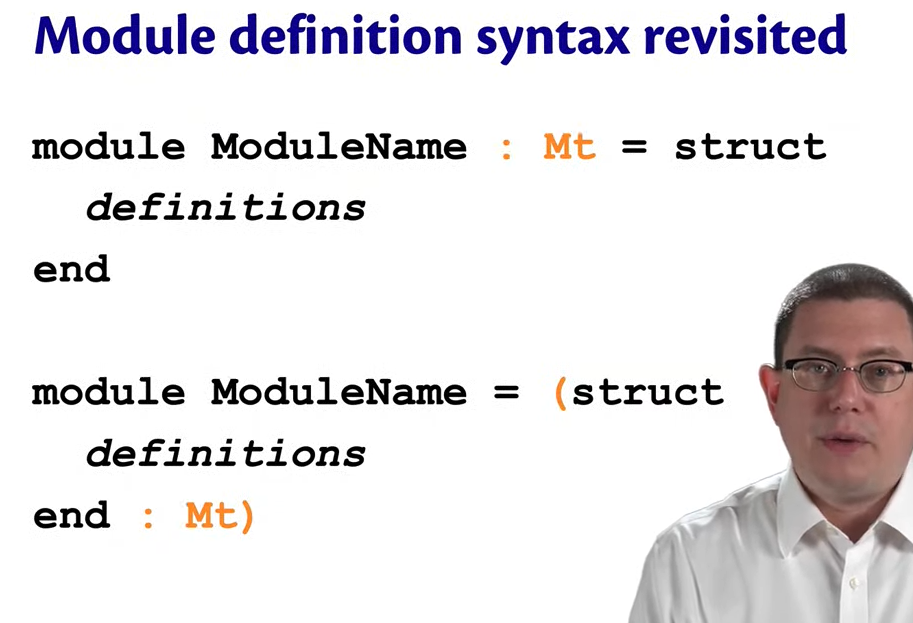 Module definition syntax revisited
module ModuleName : Mt = struct
definitions
end
module ModuleName = (struct
definitions
end : Mt)